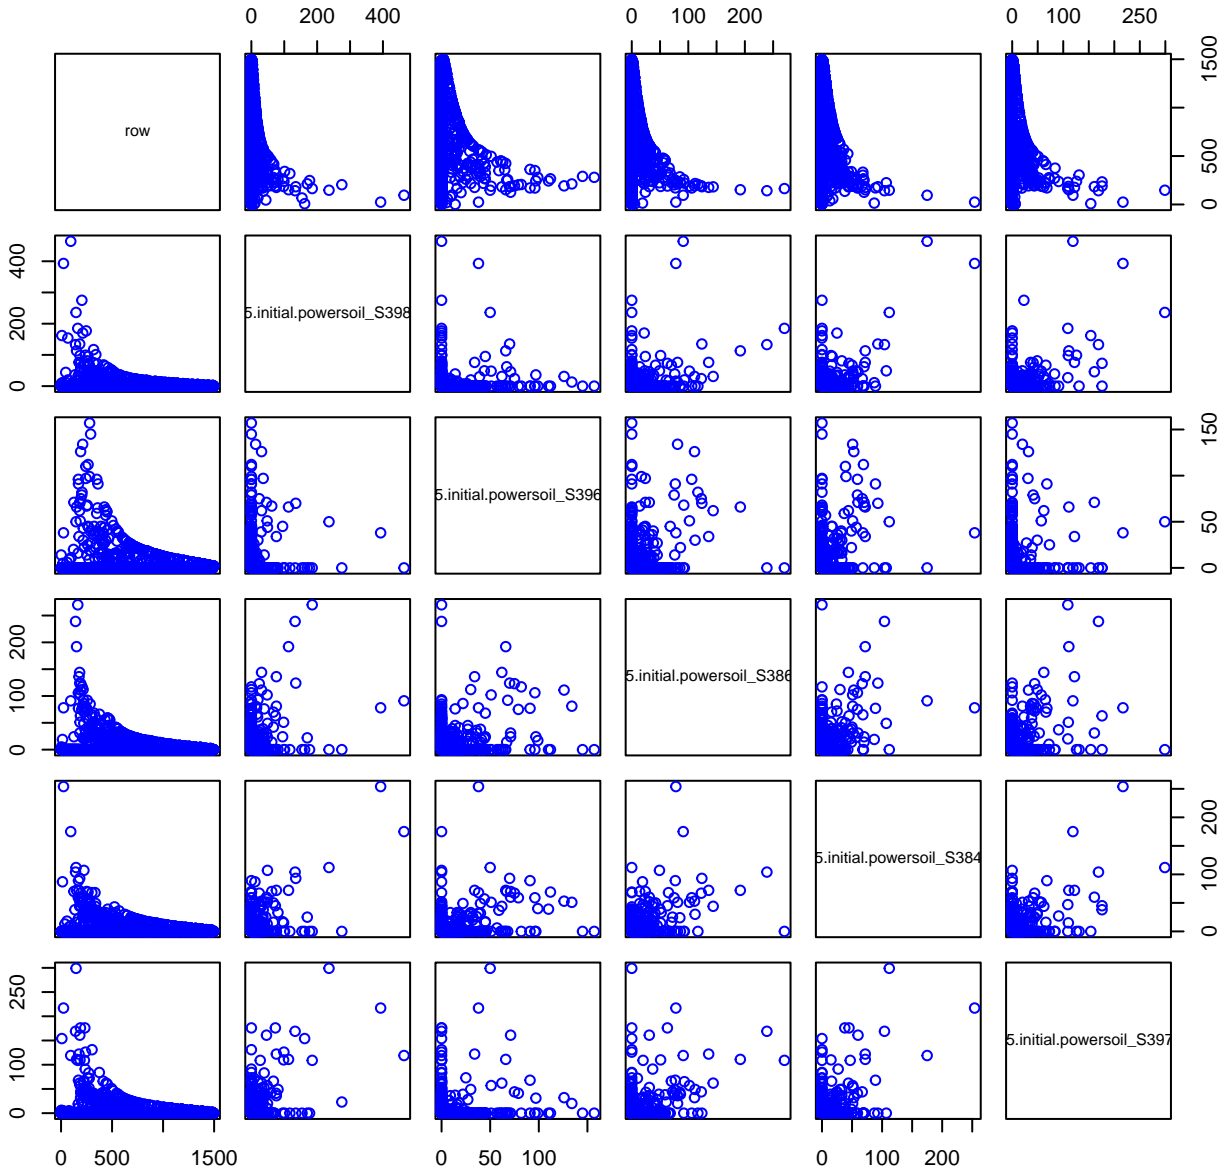 0 200 400 0 100 200 0 100 250
row
0 500 1500
0 200 400
5.initial.powersoil_S398
5.initial.powersoil_S396
0 50 150
0 100 200
5.initial.powersoil_S386
5.initial.powersoil_S384
0 100 200
0 100 250
5.initial.powersoil_S397
0 500 1500 0 50 100 0 100 200